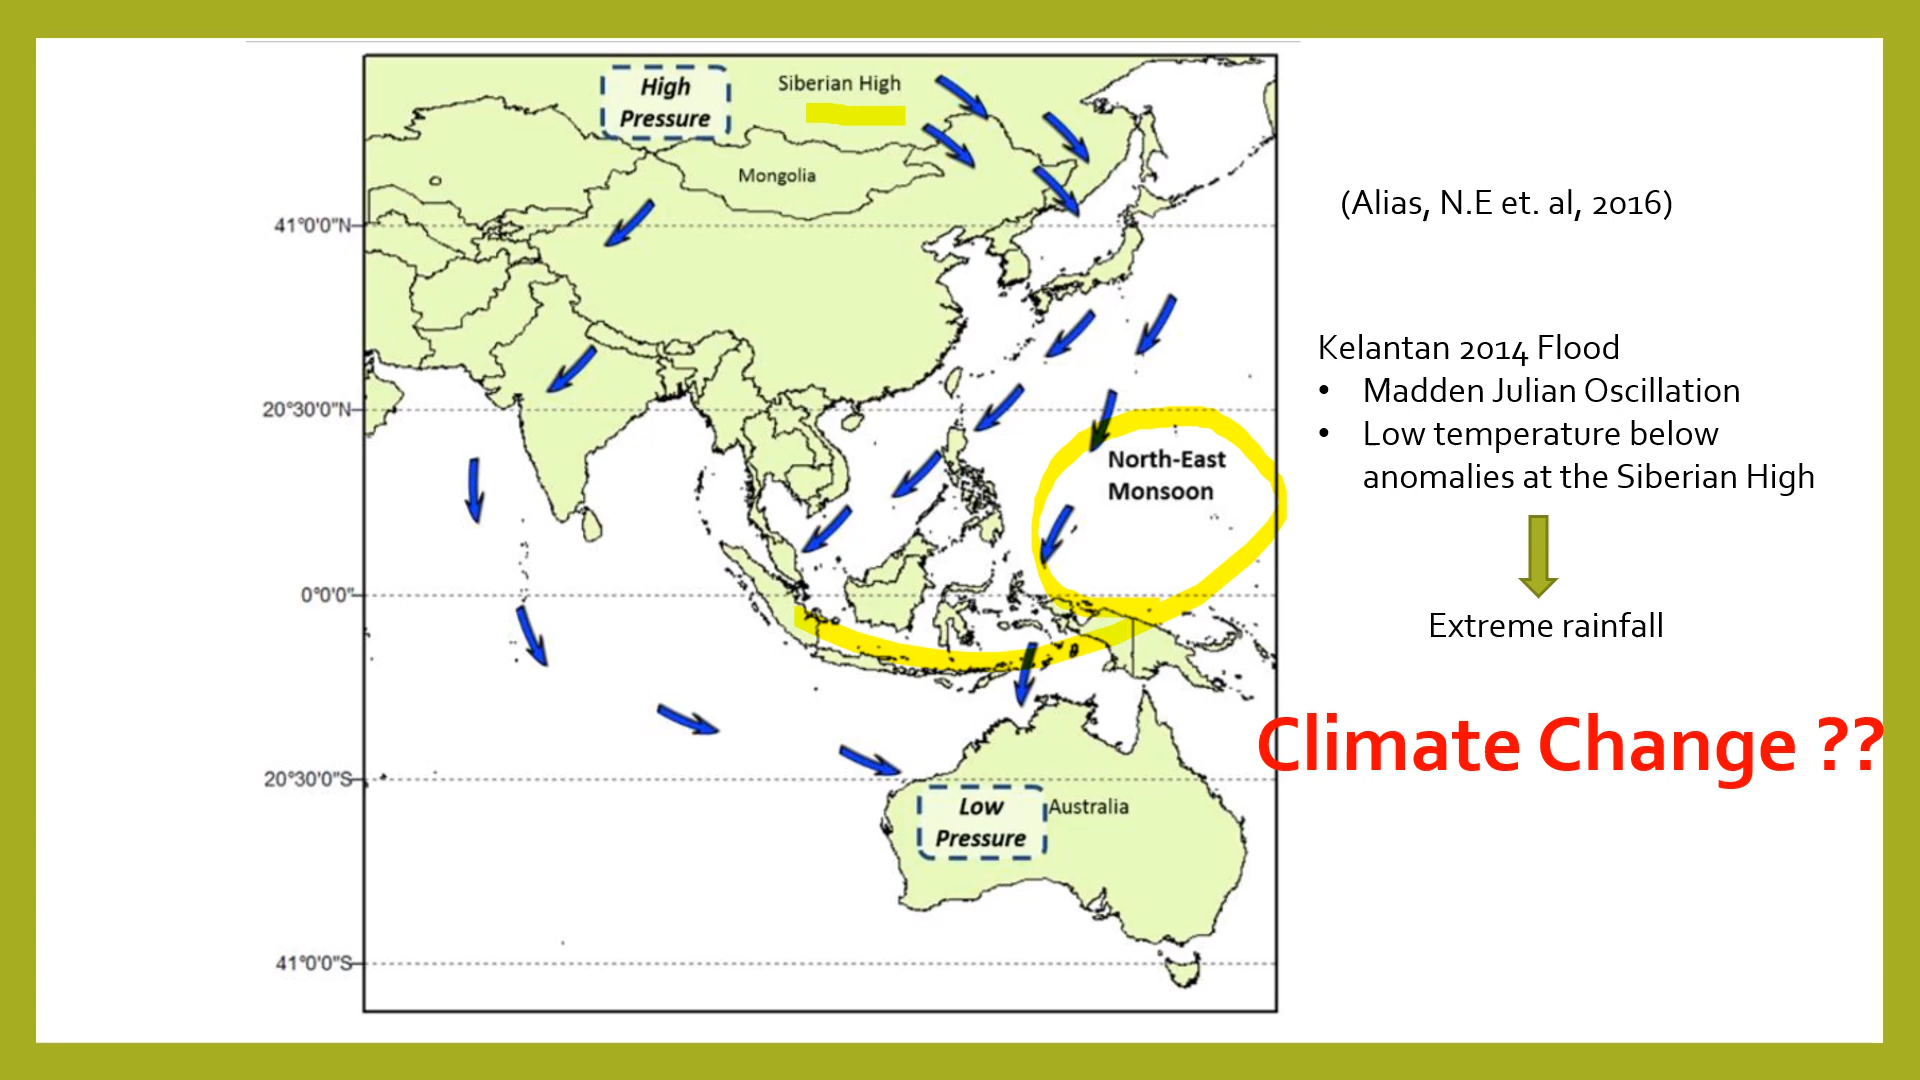 High
Pressure
Siberian High
Mongolia
41°0'0"N
20°30'0"N
North-East
Monsoon
0°0'0"
20°30'0"S
Low
Pressure
Australia
41°0'0"S
(Alias, N.E et. al, 2016)
Kelantan 2014 Flood
• Madden Julian Oscillation
• Low temperature below
anomalies at the Siberian High
Extreme rainfall
Climate Change ??